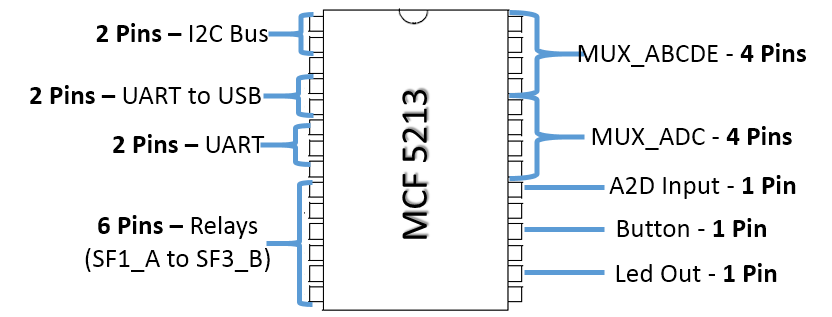 2 Pins – I2C Bus
2 Pins – UART to USB
2 Pins – UART
6 Pins – Relays
(SF1_A to SF3_B)
MCF 5213
MUX_ABCDE - 4 Pins
MUX_ADC - 4 Pins
A2D Input - 1 Pin
Button - 1 Pin
Led Out - 1 Pin